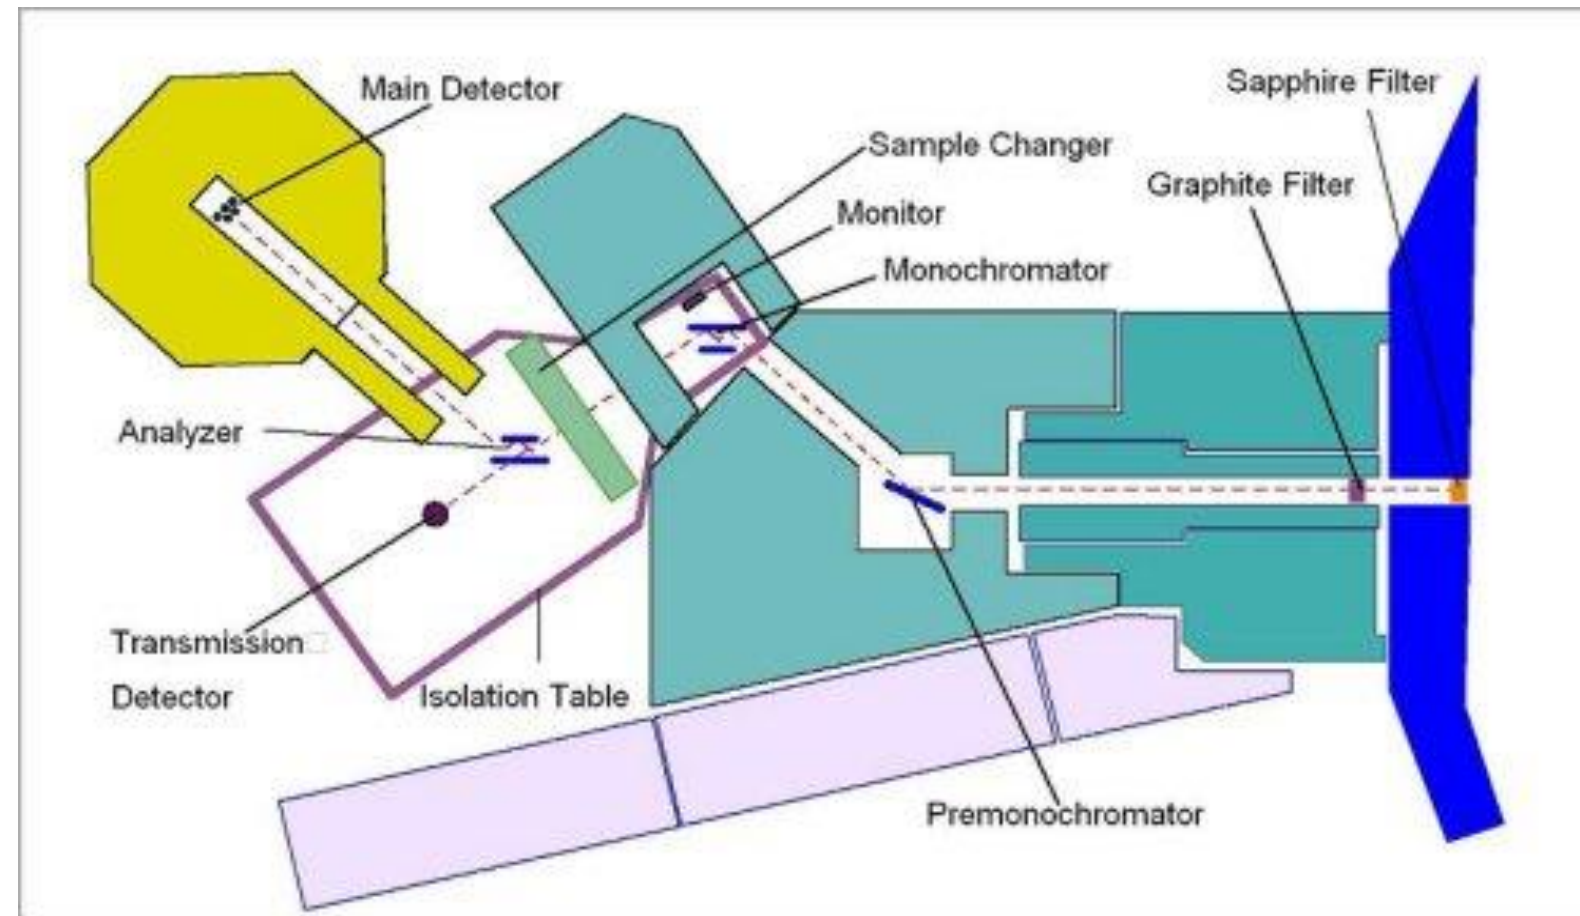 Main Detector
Sapphire Filter
Sample Changer
Graphite Filter
Monitor
Monochromator
Analyzer
Transmission
Detector
Isolation Table
Premonochromator